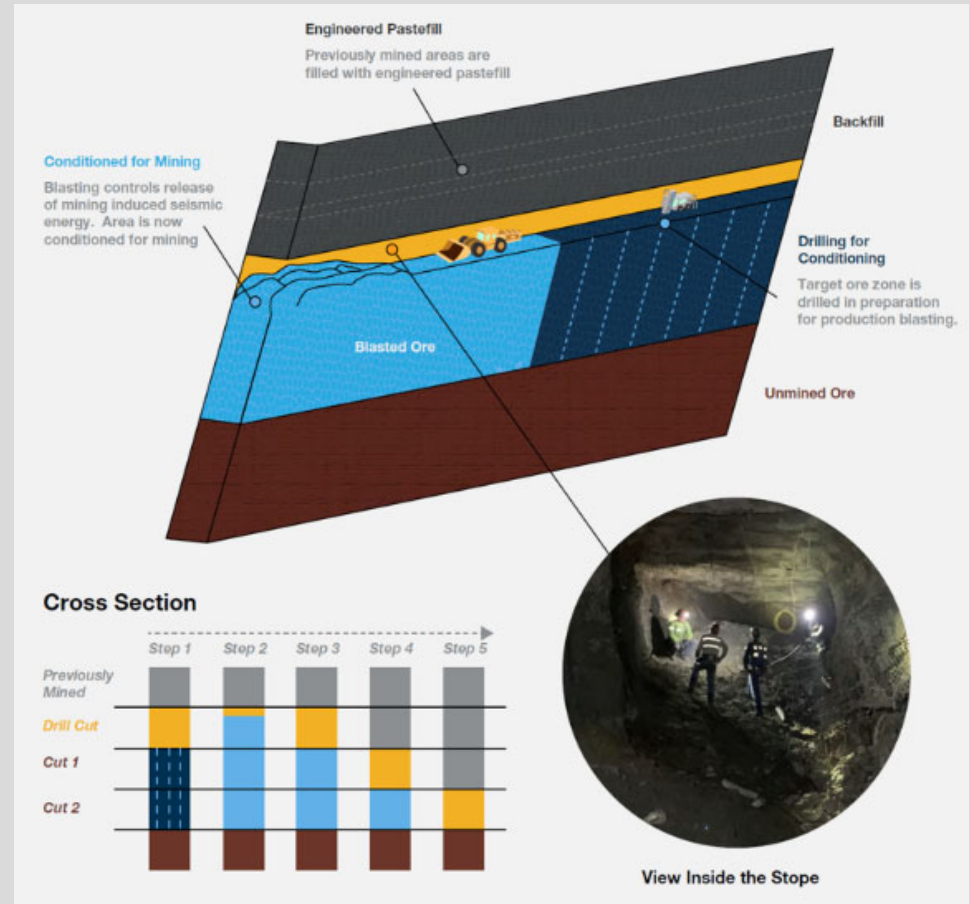 Engineered Pastefill
Previously mined areas are
filled with engineered pastefill
Backfill
Conditioned for Mining
Blasting controls release
of mining induced seismic
energy.  Area is now
conditioned for mining
Drilling for
Conditioning
Target ore zone is
drilled in preparation
for production blasting.
Blasted Ore
Unmined Ore
Cross Section
Step 1 Step 2 Step 3 Step 4 Step 5
Previously
Mined
Drill Cut
Cut 1
Cut 2
View Inside the Stope